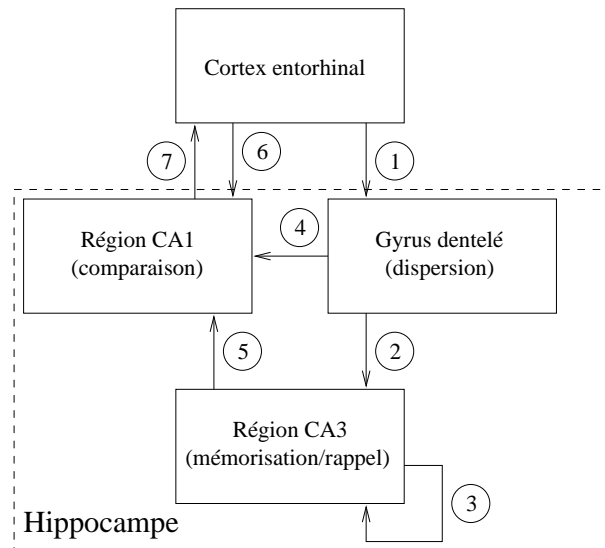 Cortex entorhinal
7
6
1
Région CA1
(comparaison)
4
Gyrus dentelé
(dispersion)
5
2
Région CA3
(mémorisation/rappel)
3
Hippocampe